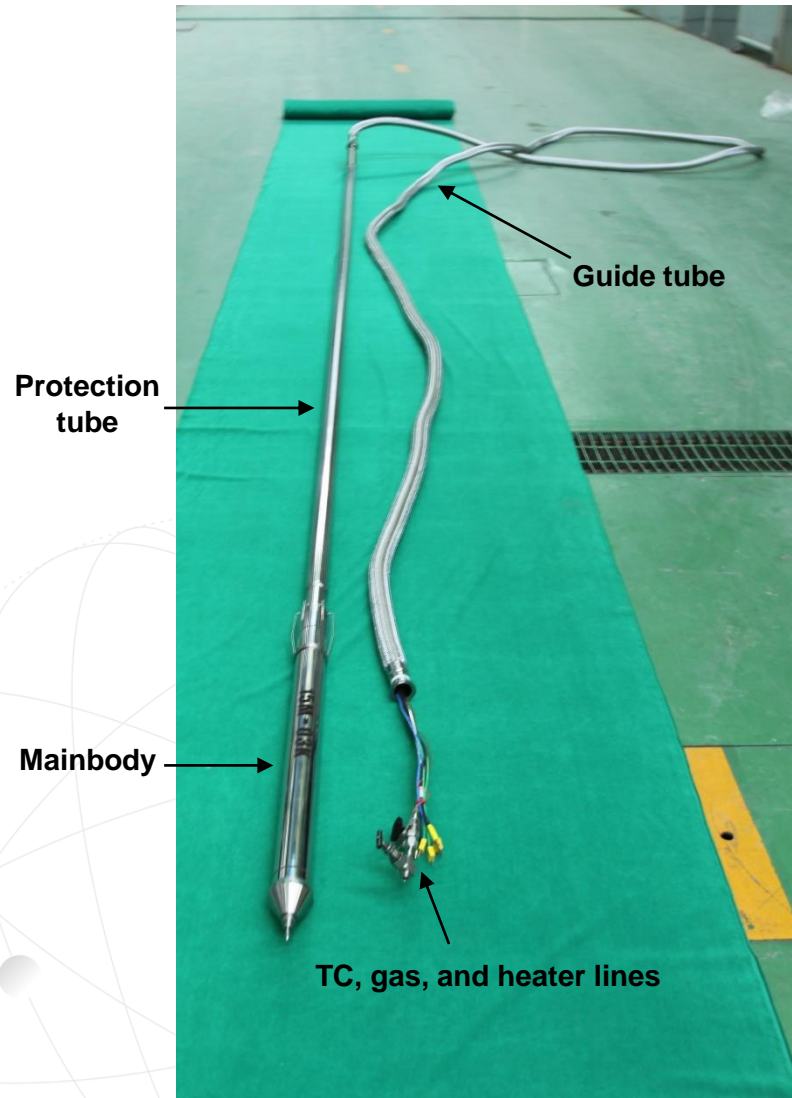 Guide tube
Protection
tube
Mainbody
TC, gas, and heater lines